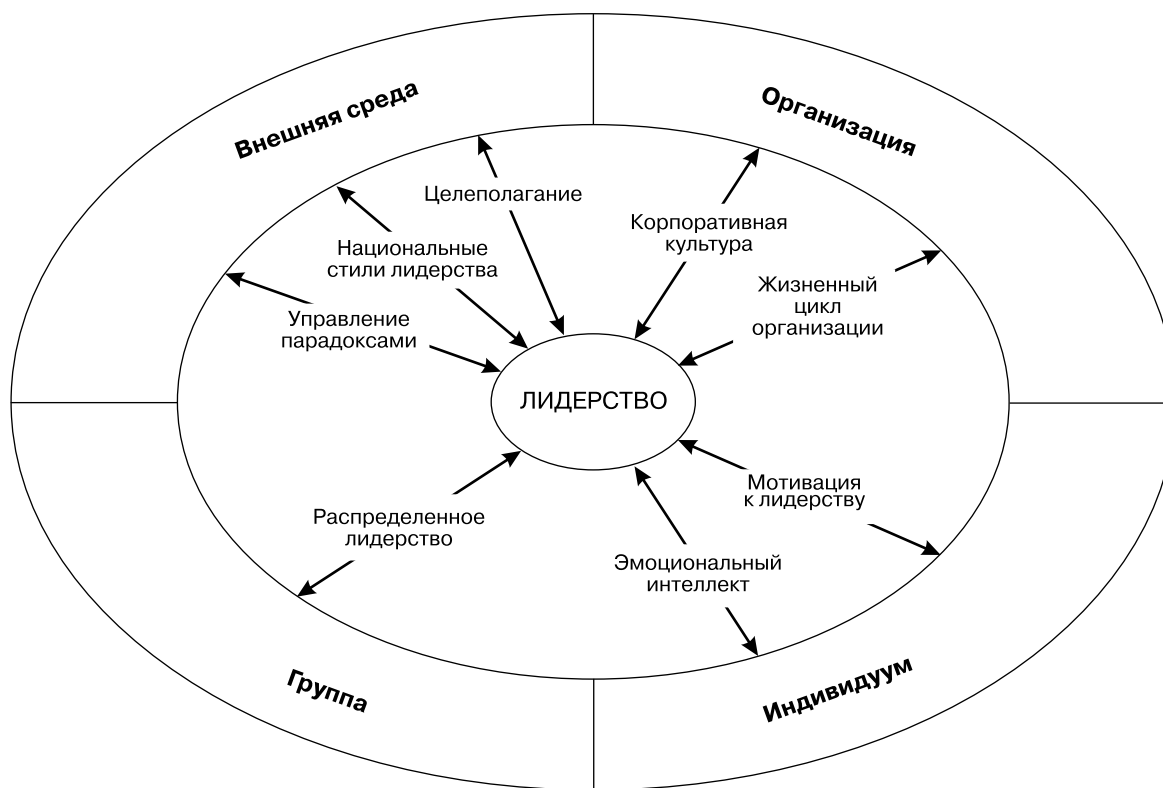 Внешняя среда
Организация
Целеполагание
Национальные
стили лидерства
Управление
парадоксами
Корпоративная
культура
Жизненный
цикл
организации
ЛИДЕРСТВО
Распределенное
лидерство
Мотивация
к лидерству
Эмоциональный
интеллект
Группа
Индивидуум